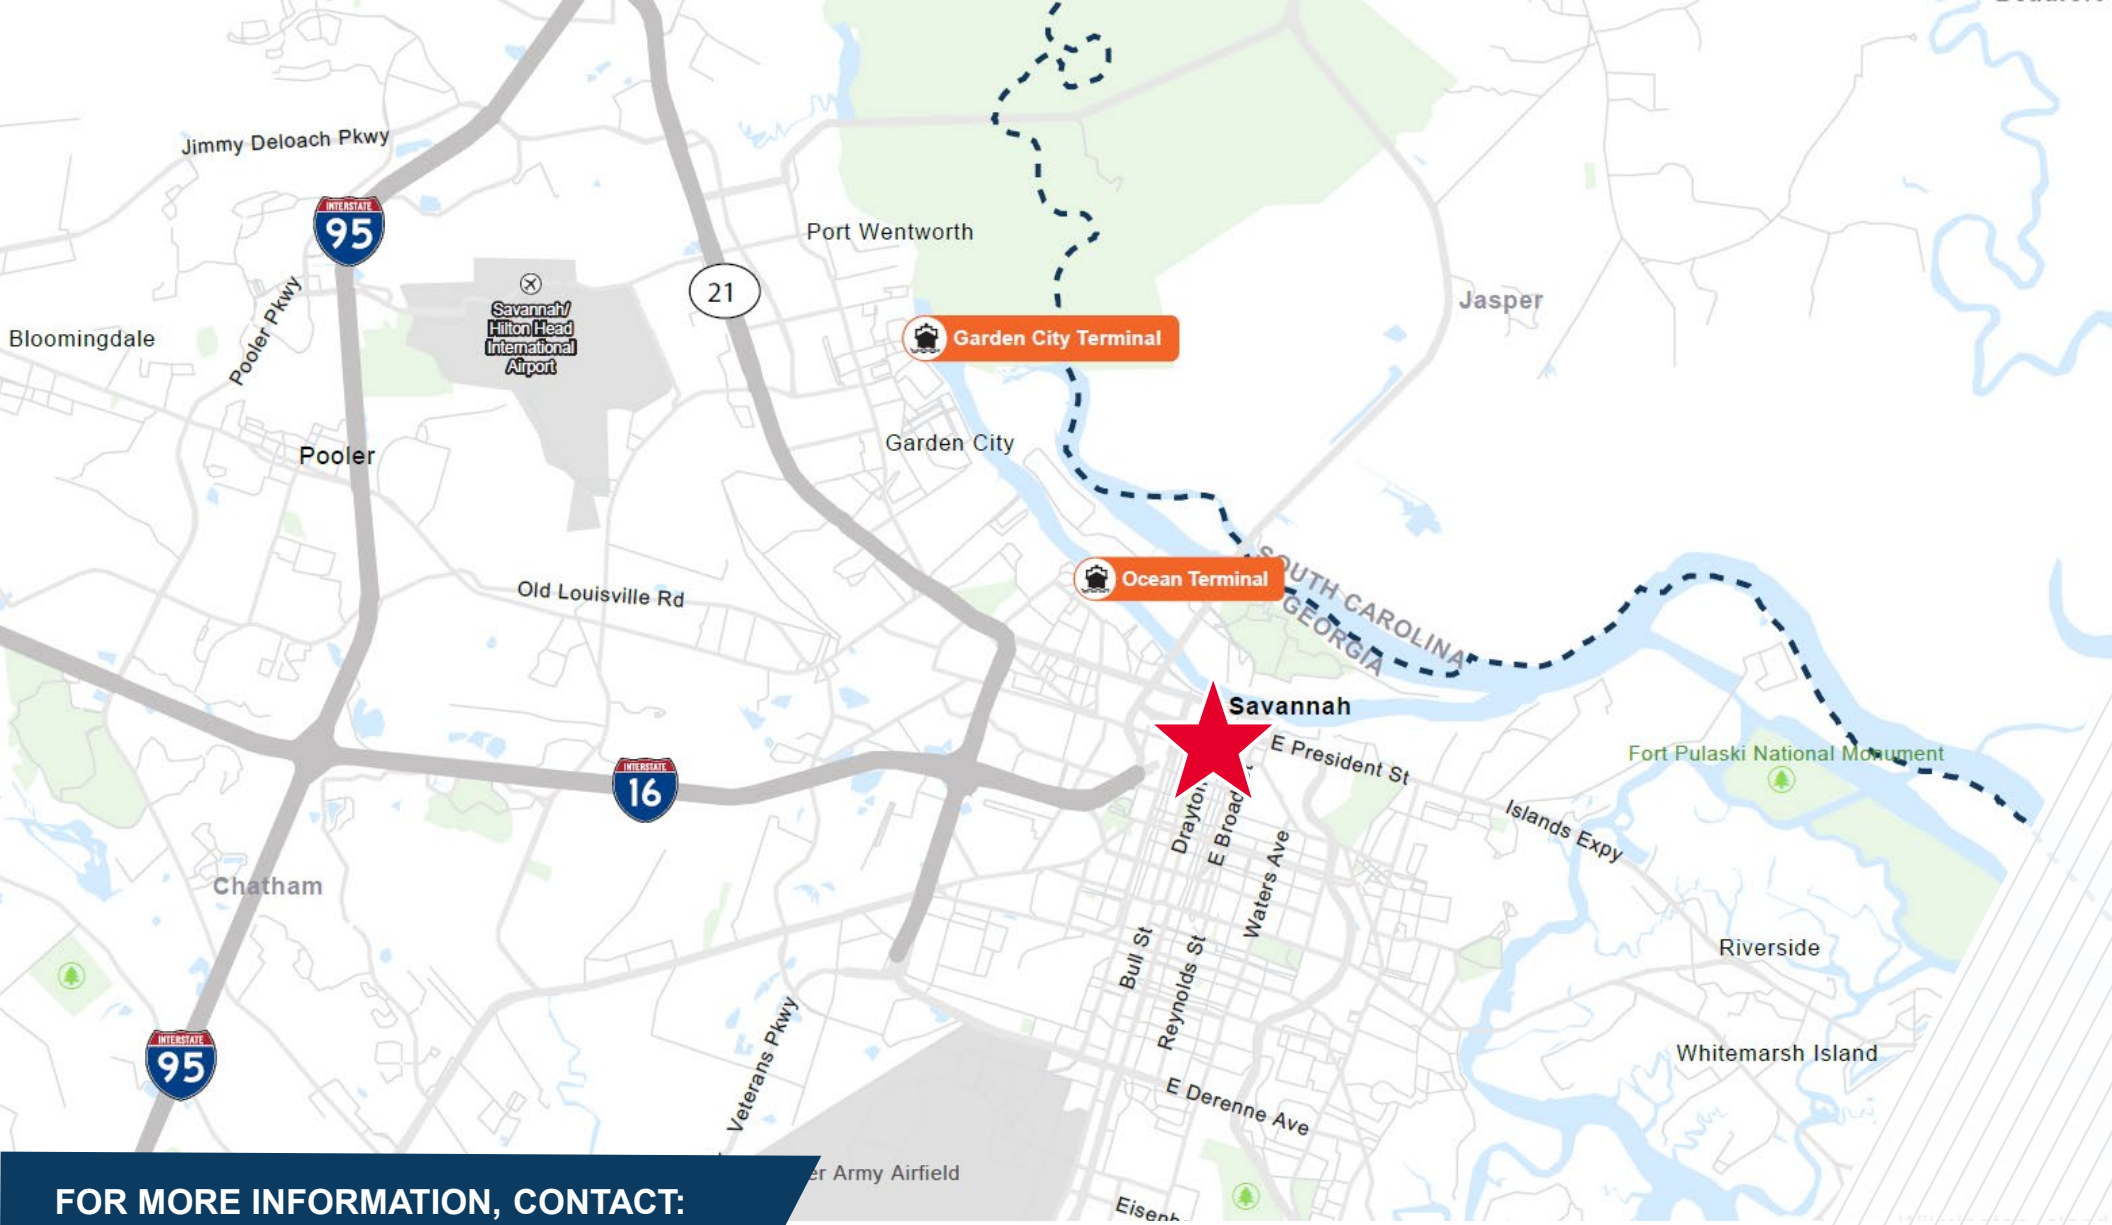 Jimmy Deloach Pkwy
INTERSTATE
95
Port Wentworth
21
Savannah/
Hilton Head
International
Airport
Pooler Pkwy
Jasper
Bloomingdale
Garden City Terminal
Garden City
Pooler
Ocean Terminal
SOUTH CAROLINA
GEORGIA
Old Louisville Rd
Savannah
E President St
Fort Pulaski National Monument
INTERSTATE
16
Drayton
E Broad
Islands Expy
Waters Ave
Chatham
Bull St
Reynolds St
Riverside
Veterans Pkwy
INTERSTATE
95
Whitemarsh Island
E Derenne Ave
er Army Airfield
Eisenh
FOR MORE INFORMATION, CONTACT: